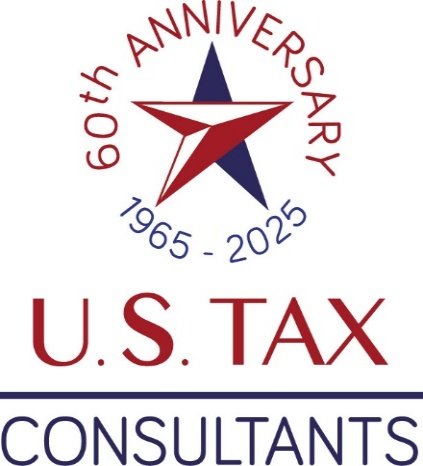 60th ANNIVERSARY
1965 - 2025
U.S. TAX
CONSULTANTS